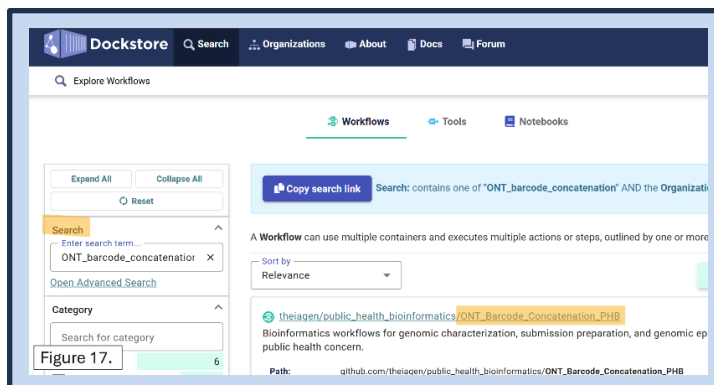 Dockstore Search Organizations About Docs Forum
Explore Workflows
Workflows Tools Notebooks
Expand All Collapse All
Reset
Copy search link Search: contains one of "ONT_barcode_concatenation" AND the Organizati
Search
Enter search term...
ONT_barcode_concatenation
Open Advanced Search
A Workflow can use multiple containers and executes multiple actions or steps, outlined by one or more
Sort by
Relevance
Category
Search for category
6
theiagen/public_health_bioinformatics/ONT_Barcode_Concatenation_PHB
Bioinformatics workflows for genomic characterization, submission preparation, and genomic ep
public health concern.
Path: github.com/theiagen/public_health_bioinformatics/ONT_Barcode_Concatenation_PHB
Figure 17.